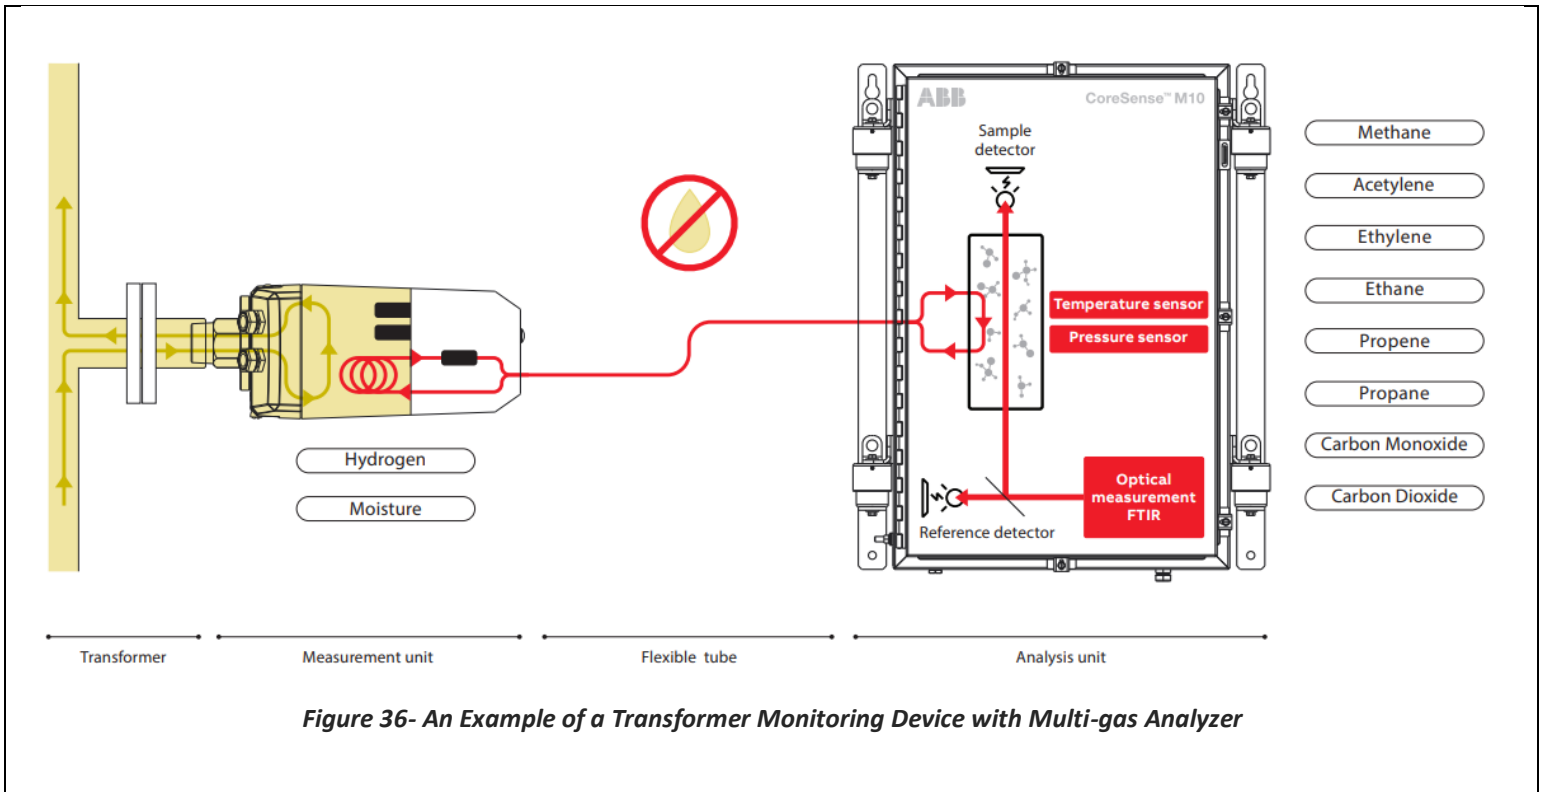 ABB
CoreSense™ M10
Sample
detector
Temperature sensor
Pressure sensor
Optical
measurement
FTIR
Reference detector
Hydrogen
Moisture
Methane
Acetylene
Ethylene
Ethane
Propene
Propane
Carbon Monoxide
Carbon Dioxide
Transformer
Measurement unit
Flexible tube
Analysis unit
Figure 36- An Example of a Transformer Monitoring Device with Multi-gas Analyzer